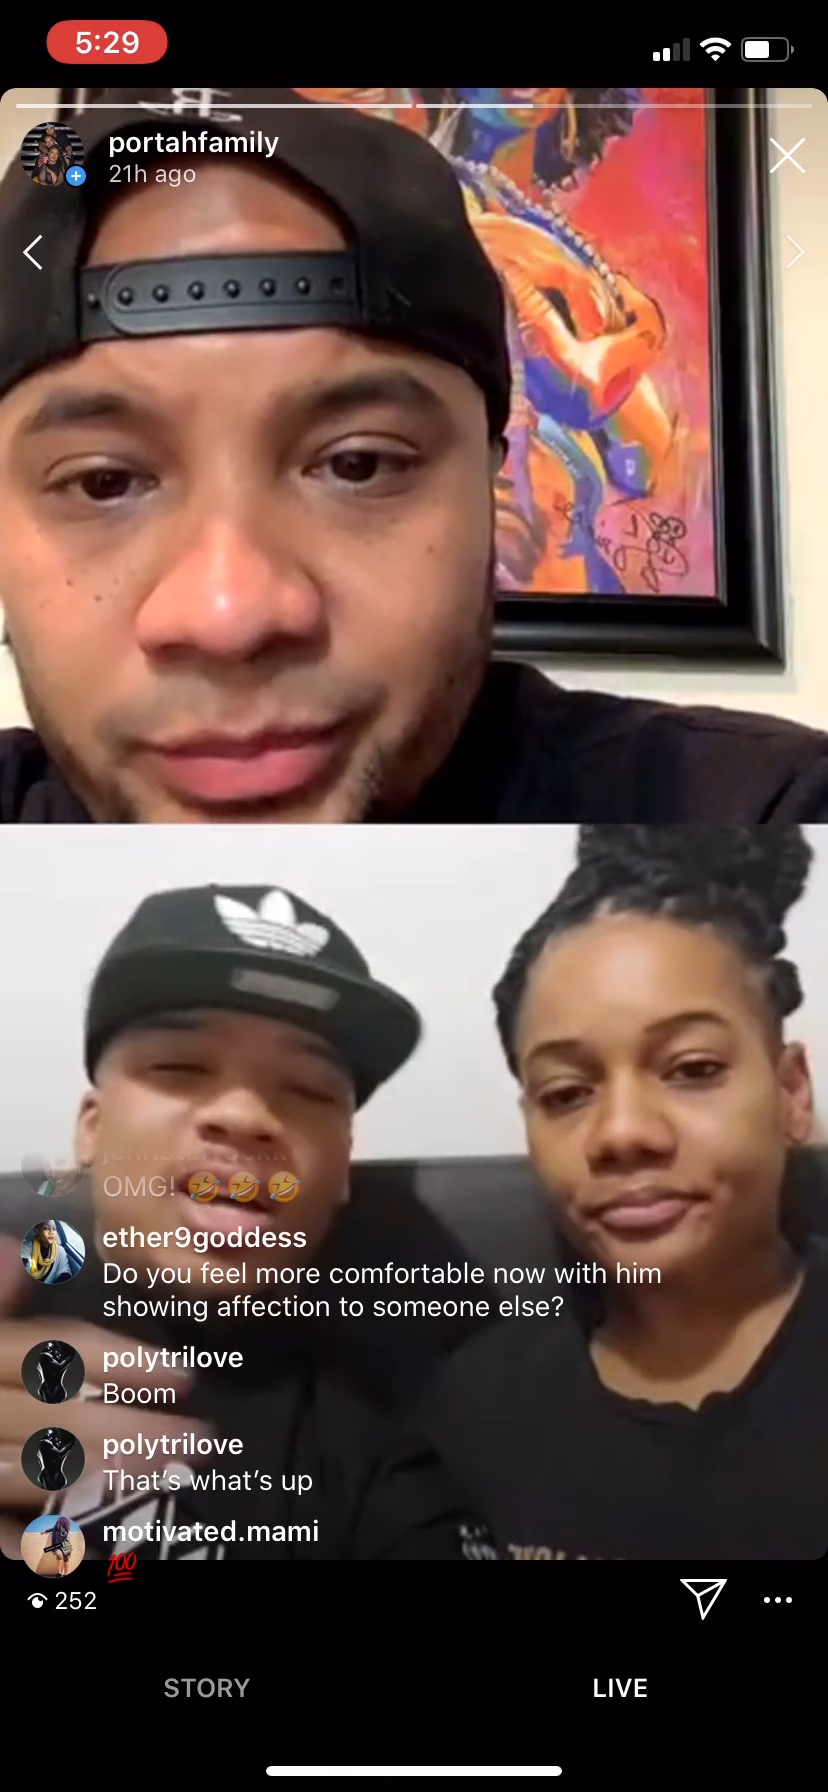 5:29
portahfamily
21h ago
OMG! 🤣🤣🤣
ether9goddess
Do you feel more comfortable now with him
showing affection to someone else?
polytrilove
Boom
polytrilove
That's what's up
motivated.mami
💯
252
STORY
LIVE